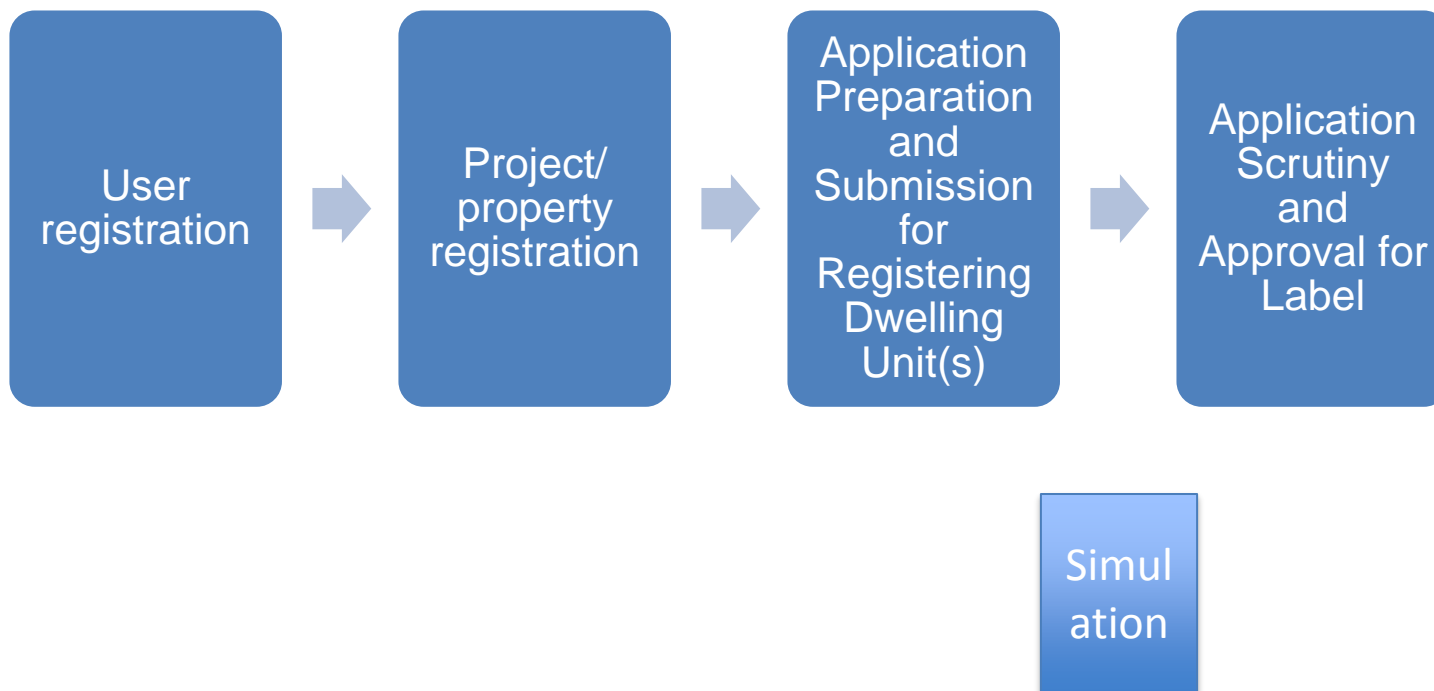 User
registration
Project/
property
registration
Application
Preparation
and
Submission
for
Registering
Dwelling
Unit(s)
Application
Scrutiny
and
Approval for
Label
Simul
ation